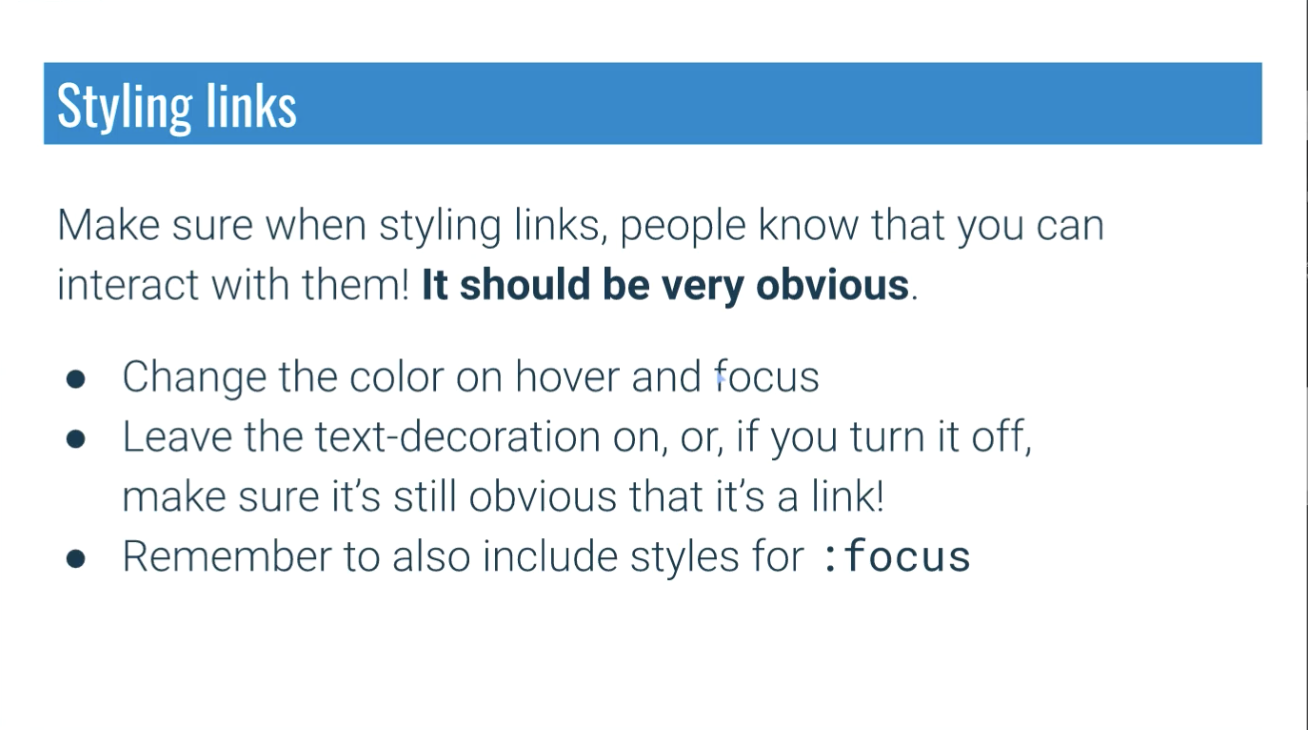 Styling links
Make sure when styling links, people know that you can
interact with them! It should be very obvious.
● Change the color on hover and focus
● Leave the text-decoration on, or, if you turn it off,
make sure it’s still obvious that it’s a link!
● Remember to also include styles for :focus